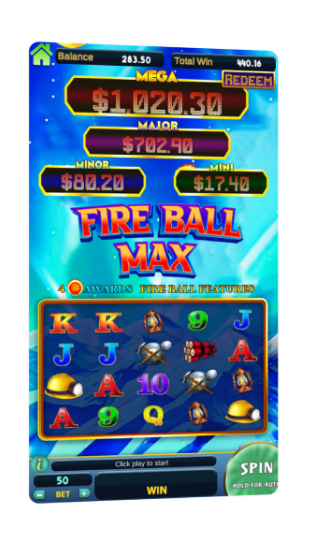 Balance 283.50 Total Win 440.16
MEGA
REDEEM
$1,020.30
MAJOR
$702.90
MINOR MINI
$80.20 $17.40
FIRE BALL
MAX
4 AWARDS FIRE BALL FEATURES
K K 9 J
J J A
A 10
A 9 Q
i Click play to start
50
- BET +
WIN
SPIN
HOLD FOR AUTO